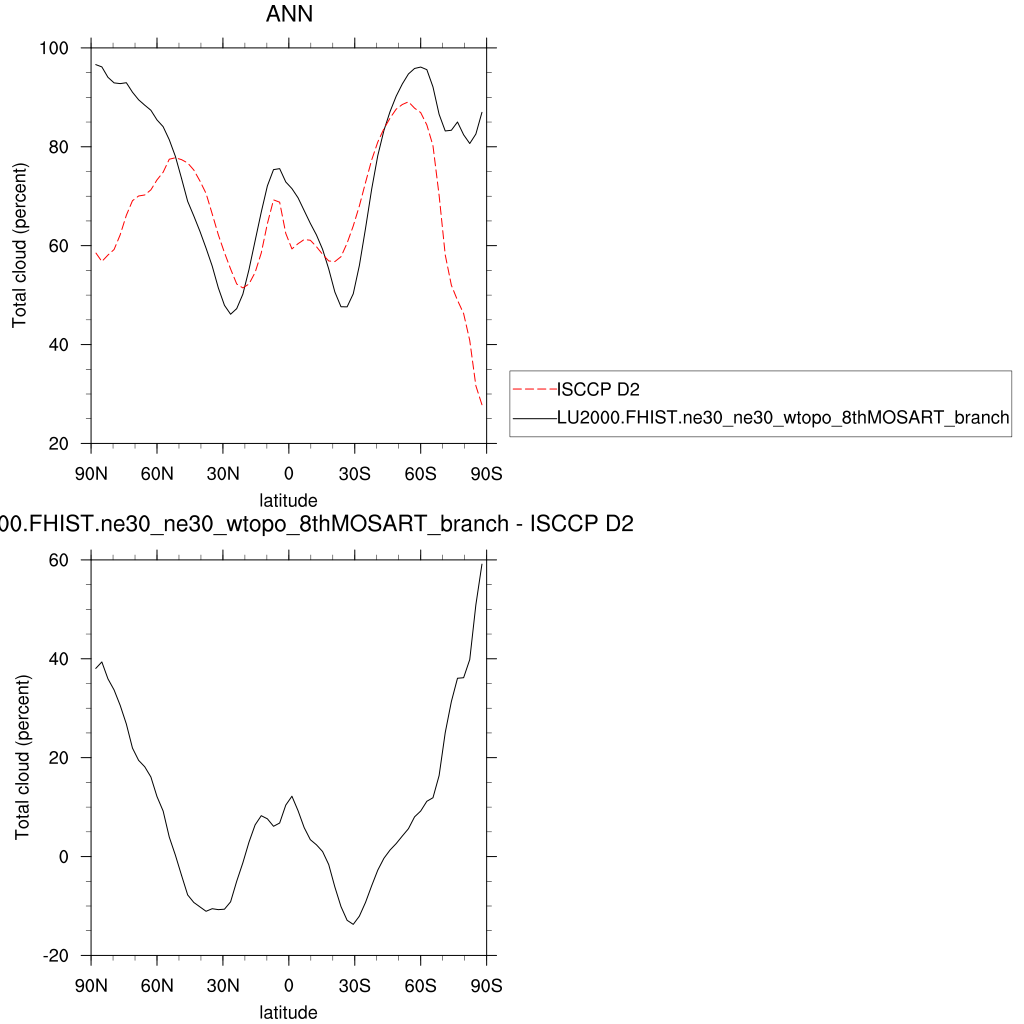 ANN
100
80
60
40
20
Total cloud (percent)
90N 60N 30N 0 30S 60S 90S
latitude
ISCCP D2
LU2000.FHIST.ne30_ne30_wtopo_8thMOSART_branch
00.FHIST.ne30_ne30_wtopo_8thMOSART_branch - ISCCP D2
60
40
20
0
-20
Total cloud (percent)
90N 60N 30N 0 30S 60S 90S
latitude